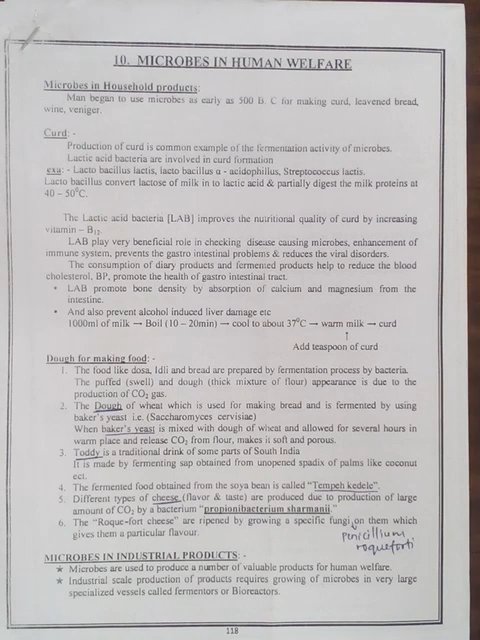 10. MICROBES IN HUMAN WELFARE
Microbes in Household products:
Man began to use microbes as early as 500 B. C for making curd, leavened bread,
wine, veniger.
Curd: -
Production of curd is common example of the fermentation activity of microbes.
Lactic acid bacteria are involved in curd formation
exa: - Lacto bacillus lactis, lacto bacillus α - acidophillus, Streptococcus lactis.
Lacto bacillus convert lactose of milk in to lactic acid & partially digest the milk proteins at
40 – 50⁰C.
The Lactic acid bacteria [LAB] improves the nutritional quality of curd by increasing
vitamin – B₁₂.
LAB play very beneficial role in checking disease causing microbes, enhancement of
immune system, prevents the gastro intestinal problems & reduces the viral disorders.
The consumption of diary products and fermented products help to reduce the blood
cholesterol, BP, promote the health of gastro intestinal tract.
• LAB promote bone density by absorption of calcium and magnesium from the
intestine.
• And also prevent alcohol induced liver damage etc
1000ml of milk → Boil (10 – 20min) → cool to about 37⁰C → warm milk → curd
↑
Add teaspoon of curd
Dough for making food: -
1. The food like dosa, Idli and bread are prepared by fermentation process by bacteria.
The puffed (swell) and dough (thick mixture of flour) appearance is due to the
production of CO₂ gas.
2. The Dough of wheat which is used for making bread and is fermented by using
baker's yeast i.e. (Saccharomyces cervisiae)
When baker's yeast is mixed with dough of wheat and allowed for several hours in
warm place and release CO₂ from flour, makes it soft and porous.
3. Toddy is a traditional drink of some parts of South India
It is made by fermenting sap obtained from unopened spadix of palms like coconut
ect.
4. The fermented food obtained from the soya bean is called "Tempeh kedele".
5. Different types of cheese (flavor & taste) are produced due to production of large
amount of CO₂ by a bacterium "propionibacterium sharmanii."
6. The "Roque-fort cheese" are ripened by growing a specific fungi on them which
gives them a particular flavour.
penicillium
roqueforti
MICROBES IN INDUSTRIAL PRODUCTS: -
★ Microbes are used to produce a number of valuable products for human welfare.
★ Industrial scale production of products requires growing of microbes in very large
specialized vessels called fermentors or Bioreactors.
118